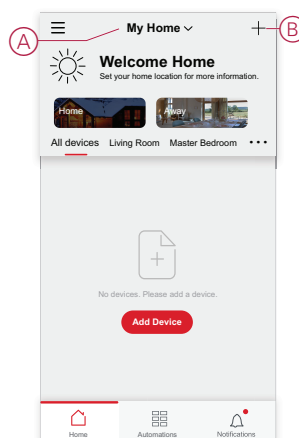 A
My Home
B
Welcome Home
Set your home location for more information.
Home
Away
All devices Living Room Master Bedroom
No devices. Please add a device.
Add Device
Home Automations Notifications